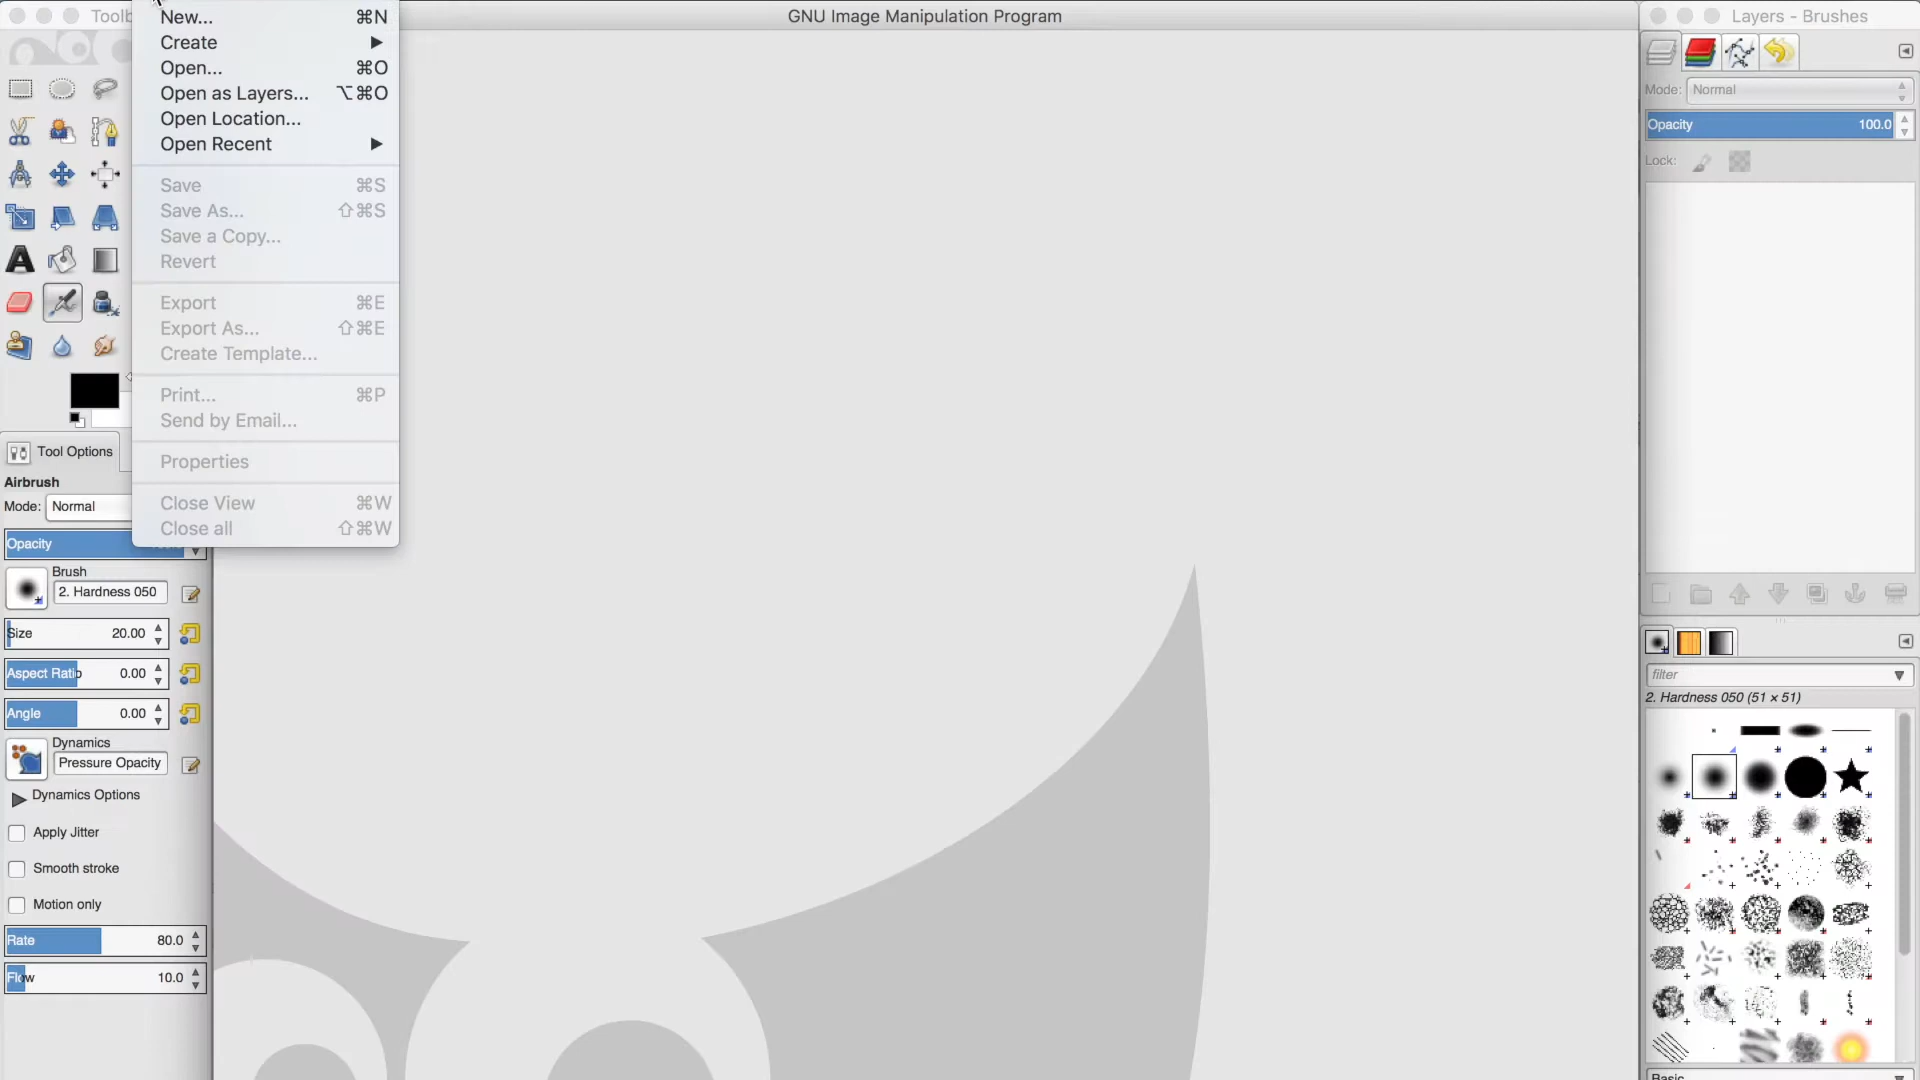 Toolb
GNU Image Manipulation Program
Layers - Brushes
New... ⌘N
Create ▶
Open... ⌘O
Open as Layers... ⌥⌘O
Open Location...
Open Recent ▶
Save ⌘S
Save As... ⇧⌘S
Save a Copy...
Revert
Export ⌘E
Export As... ⇧⌘E
Create Template...
Print... ⌘P
Send by Email...
Properties
Close View ⌘W
Close all ⇧⌘W
Tool Options
Airbrush
Mode: Normal
Opacity
Brush
2. Hardness 050
Size 20.00
Aspect Ratio 0.00
Angle 0.00
Dynamics
Pressure Opacity
Dynamics Options
Apply Jitter
Smooth stroke
Motion only
Rate 80.0
Flow 10.0
Mode: Normal
Opacity 100.0
Lock:
filter
2. Hardness 050 (51 × 51)
Basic